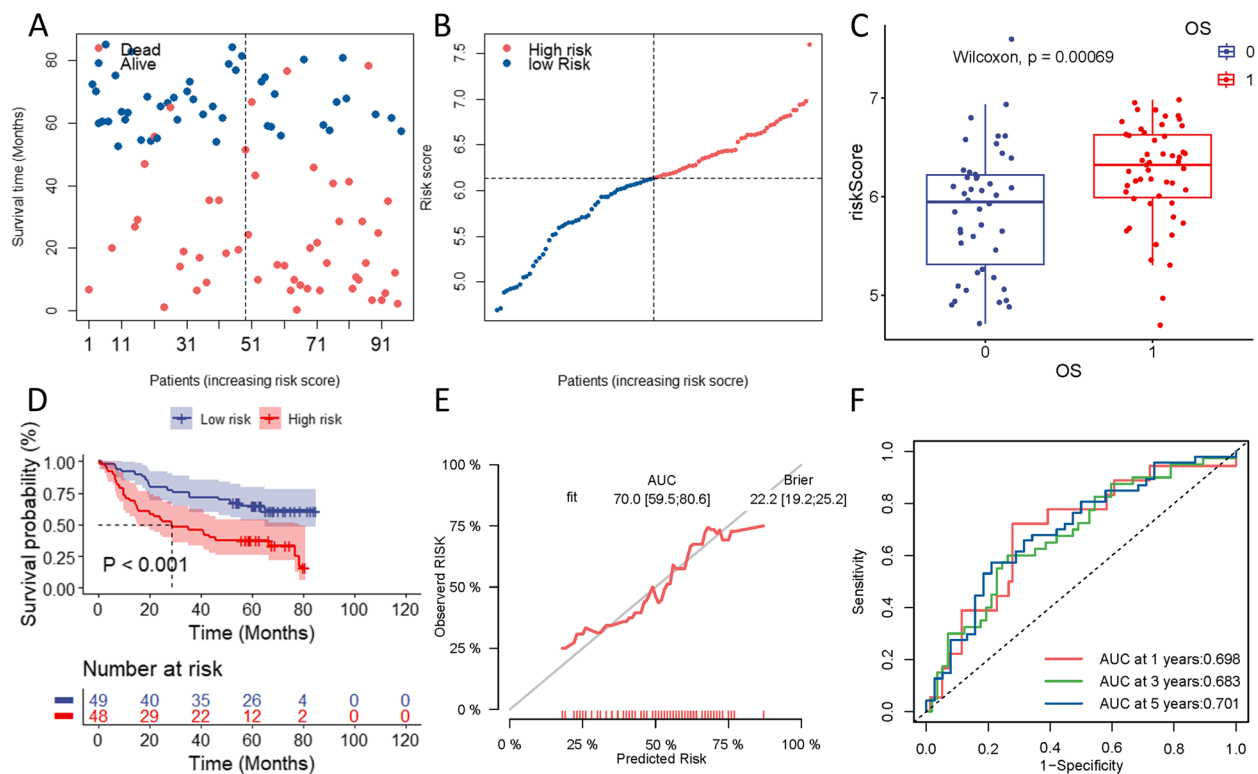 A
Dead
Alive
Survival time (Months)
80
60
40
20
0
1
11
31
51
71
91
Patients (increasing risk score)
B
High risk
low Risk
Risk score
7.5
7.0
6.5
6.0
5.5
5.0
Patients (increasing risk socre)
C
OS
0
1
Wilcoxon, p = 0.00069
riskScore
7
6
5
0
1
OS
D
Low risk
High risk
Survival probability (%)
1.00
0.75
0.50
0.25
0.00
P < 0.001
0 20 40 60 80 100 120
Time (Months)
Number at risk
49 40 35 26 4 0 0
48 29 22 12 2 0 0
0 20 40 60 80 100 120
Time (Months)
E
Observerd RISK
100 %
75 %
50 %
25 %
0 %
AUC Brier
fit 70.0 [59.5;80.6] 22.2 [19.2;25.2]
0 % 25 % 50 % 75 % 100 %
Predicted Risk
F
Sensitivity
1.0
0.8
0.6
0.4
0.2
0.0
AUC at 1 years:0.698
AUC at 3 years:0.683
AUC at 5 years:0.701
0.0 0.2 0.4 0.6 0.8 1.0
1-Specificity